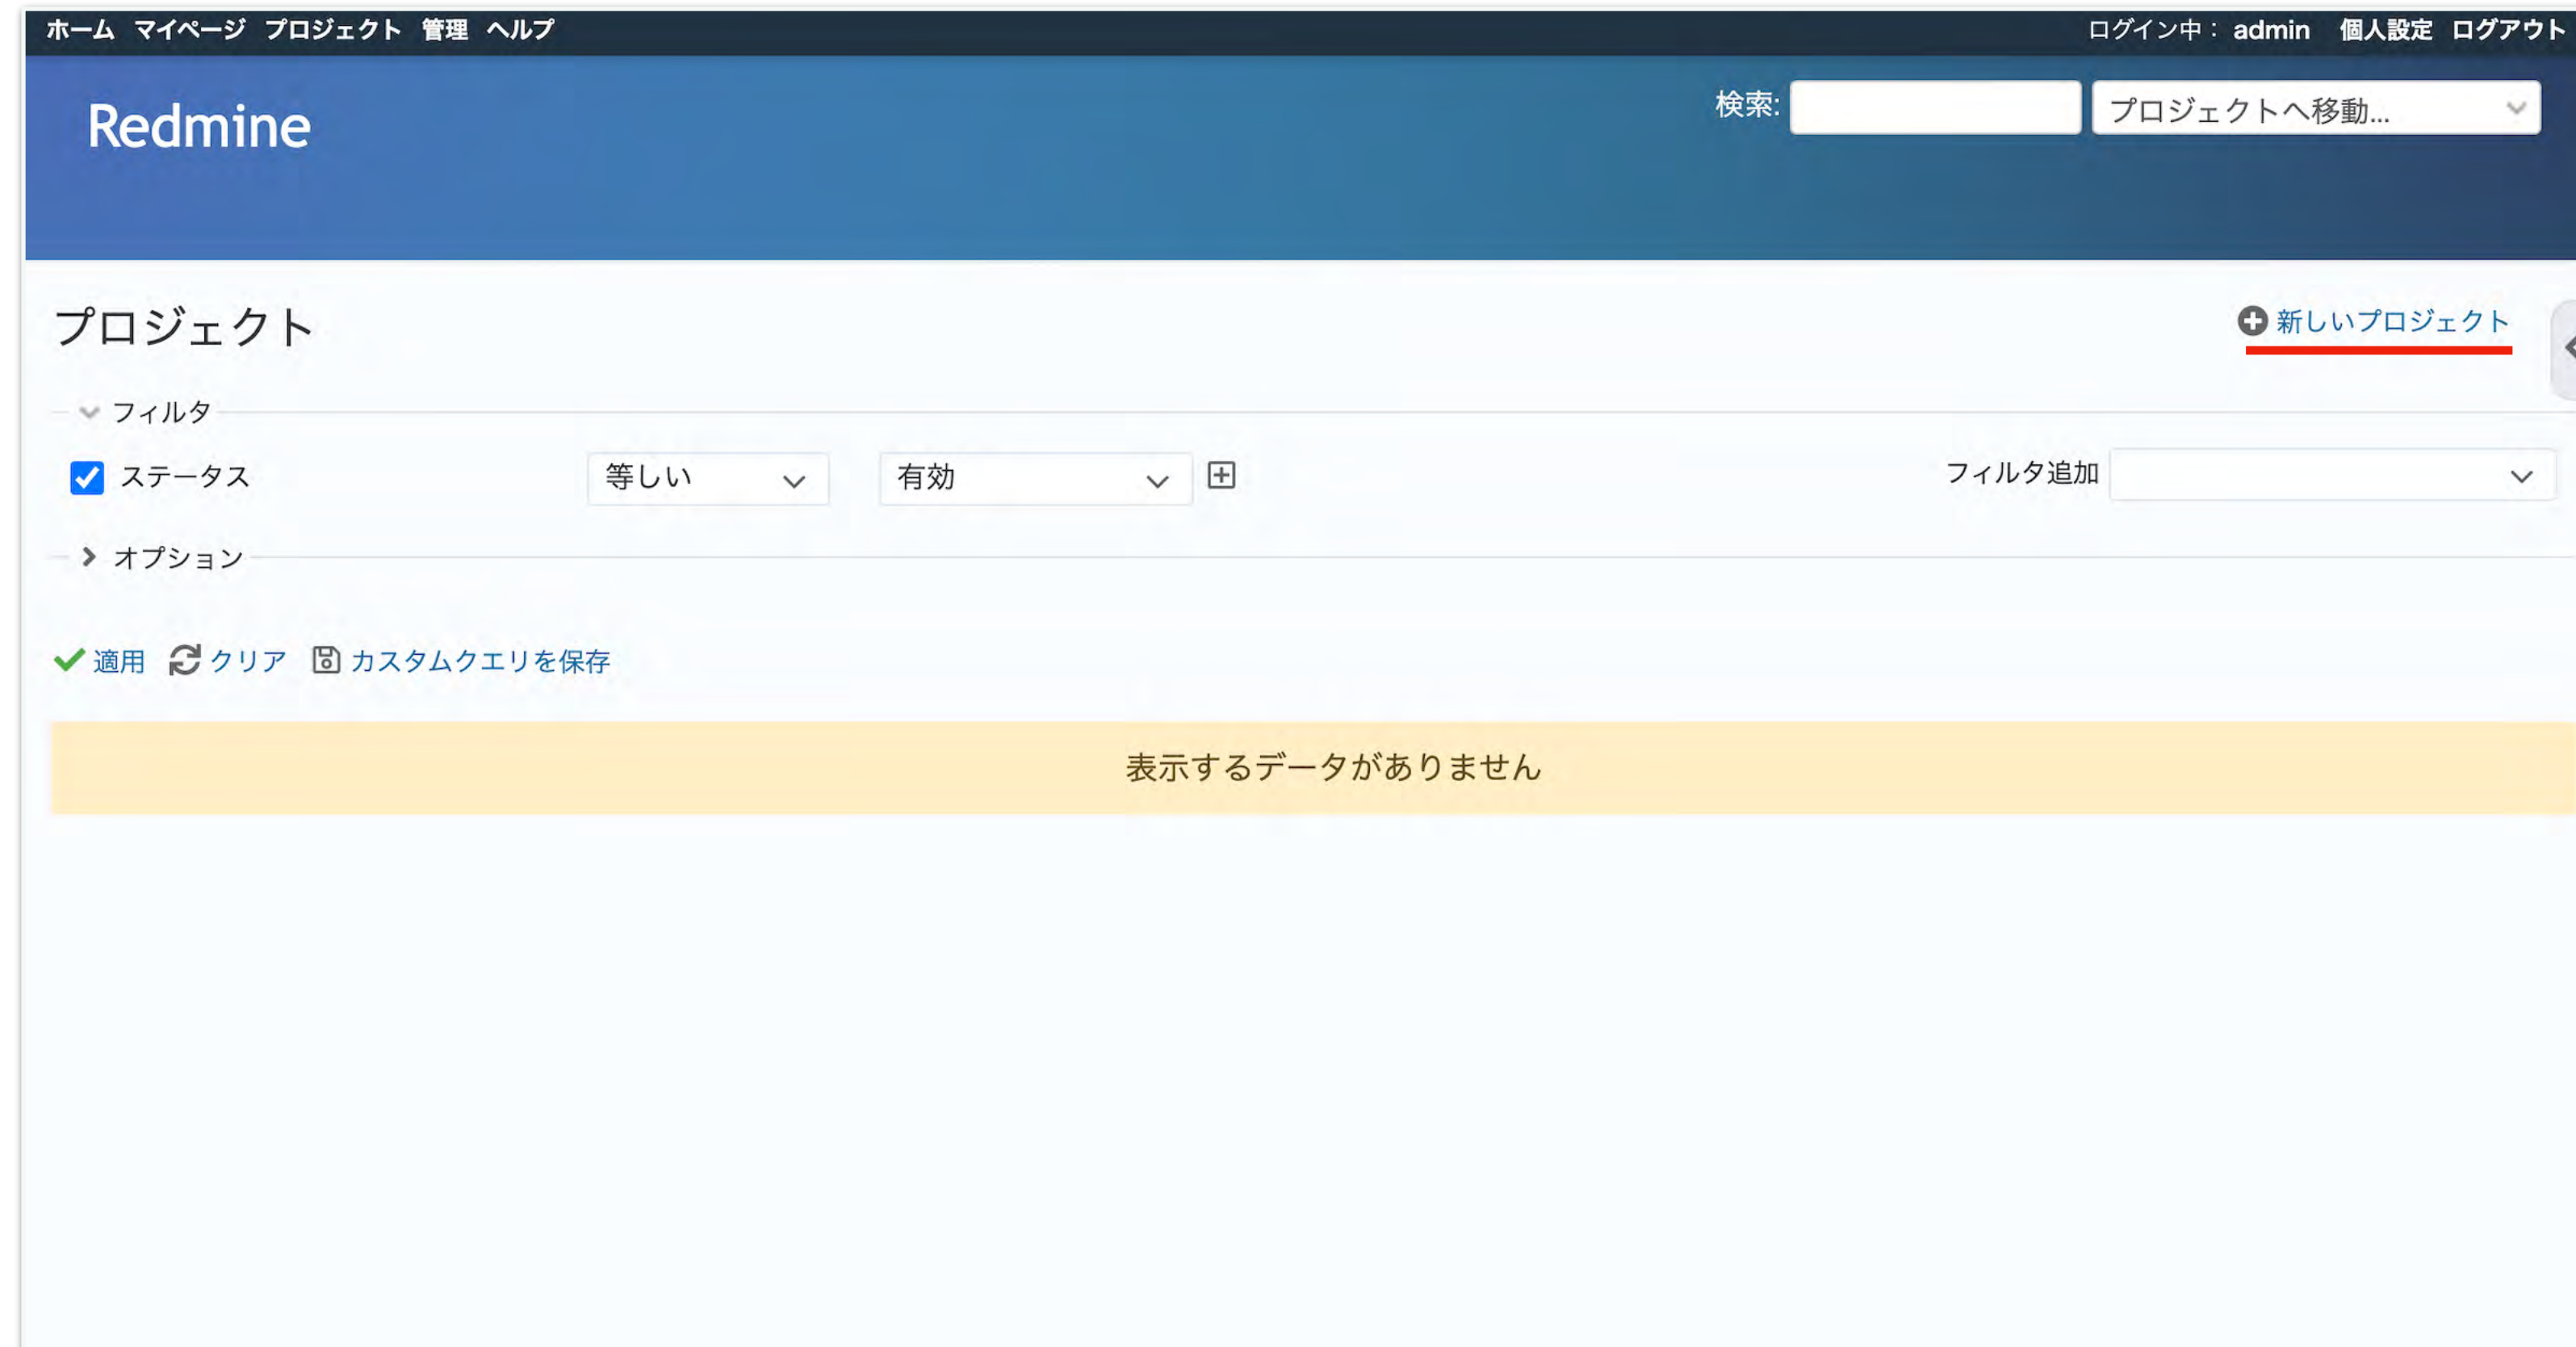 ホーム マイページ プロジェクト 管理 ヘルプ ログイン中： admin 個人設定 ログアウト
検索: プロジェクトへ移動...
Redmine
プロジェクト
新しいプロジェクト
フィルタ
ステータス 等しい 有効 フィルタ追加
オプション
適用 クリア カスタムクエリを保存
表示するデータがありません